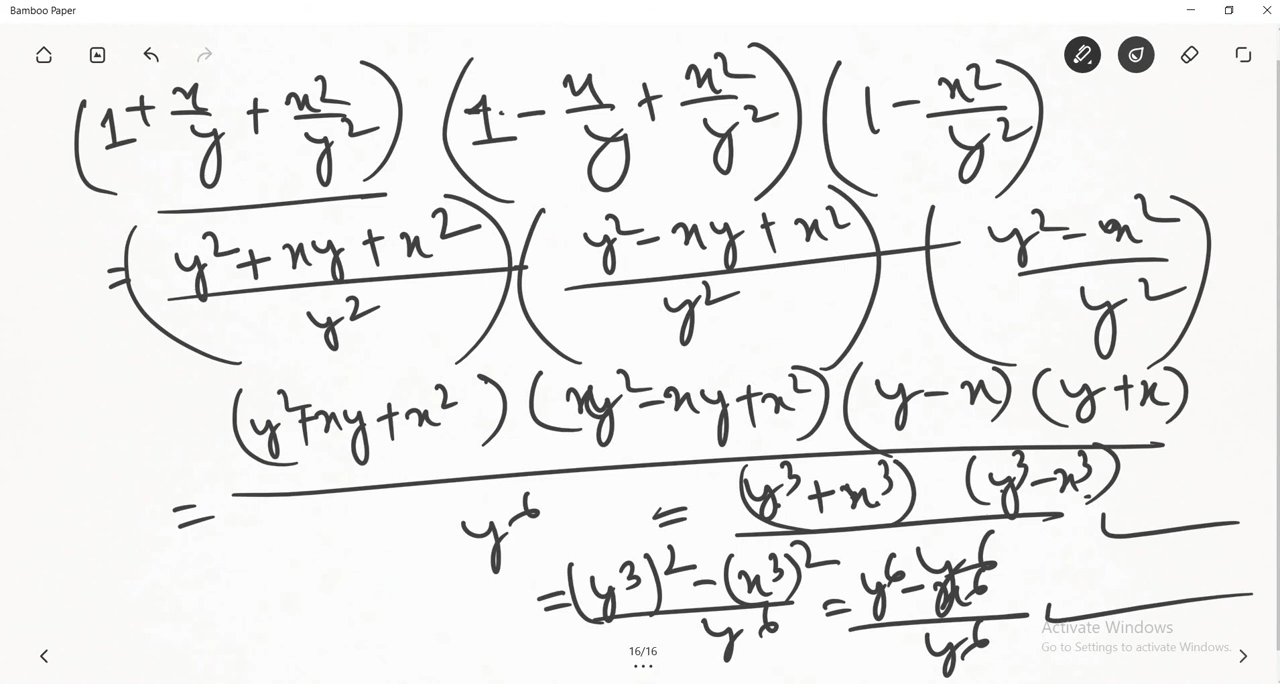 Bamboo Paper
(1 + x/y + x²/y²) (1 - x/y + x²/y²) (1 - x²/y²)
= ((y² + xy + x²)/y²) ((y² - xy + x²)/y²) ((y² - x²)/y²)
= (y² + xy + x²) (xy² - xy + x²) (y - x) (y + x) / y⁶
= (y³ + x³) (y³ - x³)
= ((y³)² - (x³)²)/y⁶ = (y⁶ - x⁶)/y⁶
Activate Windows
Go to Settings to activate Windows.
16/16